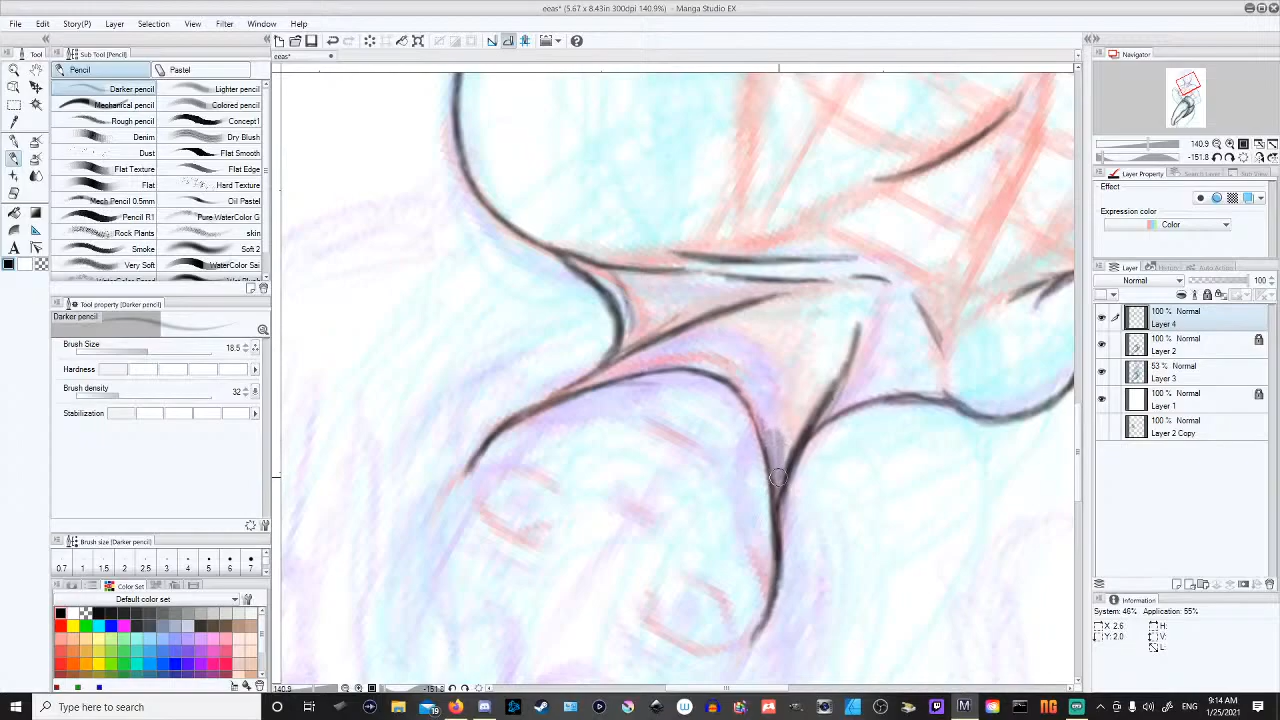 eeas* (5.67 x 8.43in 300dpi 140.9%) - Manga Studio EX
File Edit Story(P) Layer Selection View Filter Window Help
Tool
Sub Tool [Pencil]
eeas*
Pencil Pastel
Darker pencil Lighter pencil
Mechanical pencil Colored pencil
Rough pencil Concept1
Denim Dry Blush
Dust Flat Smooth
Flat Texture Flat Edge
Flat Hard Texture
Mech Pencil 0.5mm Oil Pastel
Pencil R1 Pure WaterColor G
Rock Plants skin
Smoke Soft 2
Very Soft WaterColor Sai
Tool property [Darker pencil]
Darker pencil
Brush Size 18.5
Hardness
Brush density 32
Stabilization
Brush size [Darker pencil]
0.7 1 2 3 4 5 6 7
Color Set
Default color set
140.9 -151.8
Navigator
140.9
-151.8
Layer Property
Effect
Expression color
Color
Layer
Normal 100
100 % Normal
Layer 4
100 % Normal
Layer 2
53 % Normal
Layer 3
100 % Normal
Layer 1
100 % Normal
Layer 2 Copy
Information
System: 46% Application: 55%
X: 2.6 H:
Y: 2.0 V:
L:
Type here to search
19
9:14 AM
1/25/2021